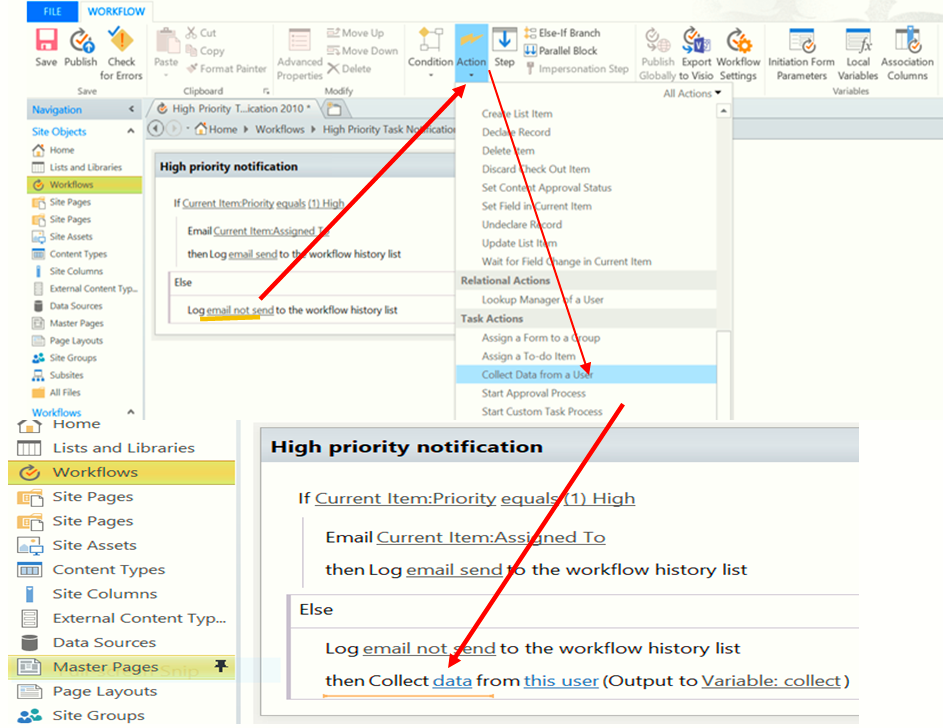 FILE WORKFLOW
Save Publish Check for Errors
Save
Paste Cut
Copy
Format Painter
Clipboard
Advanced Properties Move Up
Move Down
Delete
Modify
Condition Action Step Else-If Branch
Parallel Block
Impersonation Step
Publish Globally Export to Visio Workflow Settings
Initiation Form Parameters Local Variables Association Columns
Variables
All Actions
Navigation <
Site Objects
Home
Lists and Libraries
Workflows
Site Pages
Site Pages
Site Assets
Content Types
Site Columns
External Content Typ...
Data Sources
Master Pages
Page Layouts
Site Groups
Subsites
All Files
Workflows
High Priority T...ication 2010 *
Home Workflows High Priority Task Notification
High priority notification
If Current Item:Priority equals (1) High
Email Current Item:Assigned To
then Log email send to the workflow history list
Else
Log email not send to the workflow history list
Create List Item
Declare Record
Delete Item
Discard Check Out Item
Set Content Approval Status
Set Field in Current Item
Undeclare Record
Update List Item
Wait for Field Change in Current Item
Relational Actions
Lookup Manager of a User
Task Actions
Assign a Form to a Group
Assign a To-do Item
Collect Data from a User
Start Approval Process
Start Custom Task Process
Home
Lists and Libraries
Workflows
Site Pages
Site Pages
Site Assets
Content Types
Site Columns
External Content Typ...
Data Sources
Master Pages
Page Layouts
Site Groups
High priority notification
If Current Item:Priority equals (1) High
Email Current Item:Assigned To
then Log email send to the workflow history list
Else
Log email not send to the workflow history list
then Collect data from this user (Output to Variable: collect )